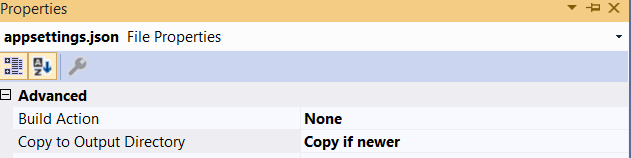 Properties
appsettings.json File Properties
Advanced
Build Action None
Copy to Output Directory Copy if newer